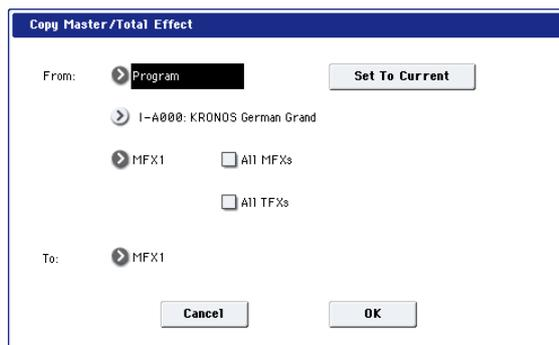 Copy Master/Total Effect
From: Program Set To Current
I-A000: KRONOS German Grand
MFX1 All MFXs
All TFXs
To: MFX1
Cancel OK